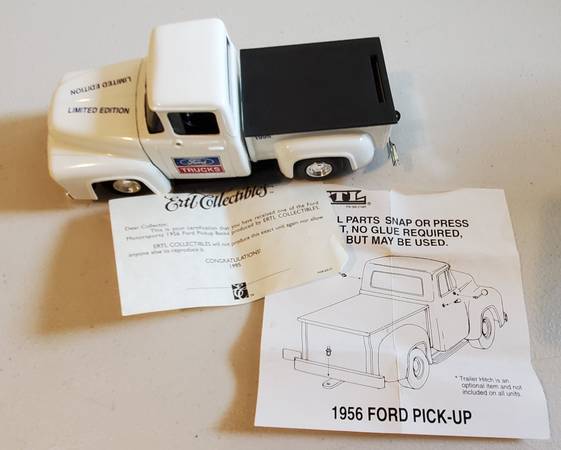 LIMITED EDITION
LIMITED EDITION
Ford
TRUCKS
Ertl Collectibles™
Dear Collector:
This is your certification that you have received one of the Ford
Motorsports 1956 Ford Pickup Banks produced by ERTL COLLECTIBLES.
ERTL COLLECTIBLES will not produce this exact unit again nor allow
anyone else to reproduce it.
CONGRATULATIONS!
1995
TL
L PARTS SNAP OR PRESS
T, NO GLUE REQUIRED,
BUT MAY BE USED.
* Trailer Hitch is an
optional item and not
included on all units.
1956 FORD PICK-UP